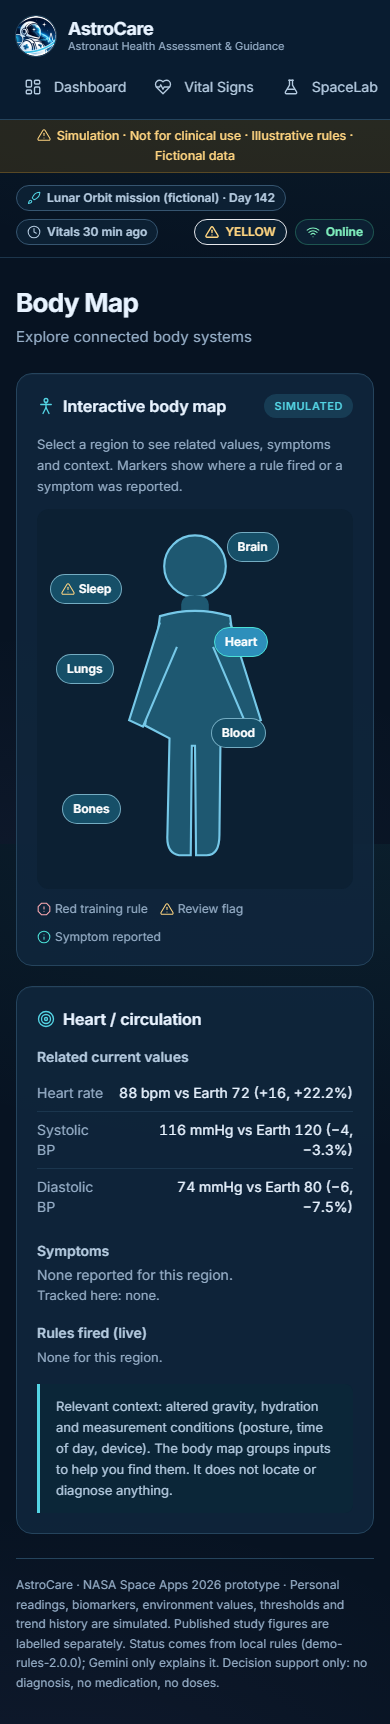 AstroCare
Astronaut Health Assessment & Guidance
Dashboard Vital Signs SpaceLab
Simulation · Not for clinical use · Illustrative rules ·
Fictional data
Lunar Orbit mission (fictional) · Day 142
Vitals 30 min ago YELLOW Online
Body Map
Explore connected body systems
Interactive body map SIMULATED
Select a region to see related values, symptoms
and context. Markers show where a rule fired or a
symptom was reported.
Brain
Sleep
Heart
Lungs
Blood
Bones
Red training rule Review flag
Symptom reported
Heart / circulation
Related current values
Heart rate 88 bpm vs Earth 72 (+16, +22.2%)
Systolic 116 mmHg vs Earth 120 (−4,
BP −3.3%)
Diastolic 74 mmHg vs Earth 80 (−6,
BP −7.5%)
Symptoms
None reported for this region.
Tracked here: none.
Rules fired (live)
None for this region.
Relevant context: altered gravity, hydration
and measurement conditions (posture, time
of day, device). The body map groups inputs
to help you find them. It does not locate or
diagnose anything.
AstroCare · NASA Space Apps 2026 prototype · Personal
readings, biomarkers, environment values, thresholds and
trend history are simulated. Published study figures are
labelled separately. Status comes from local rules (demo-
rules-2.0.0); Gemini only explains it. Decision support only: no
diagnosis, no medication, no doses.